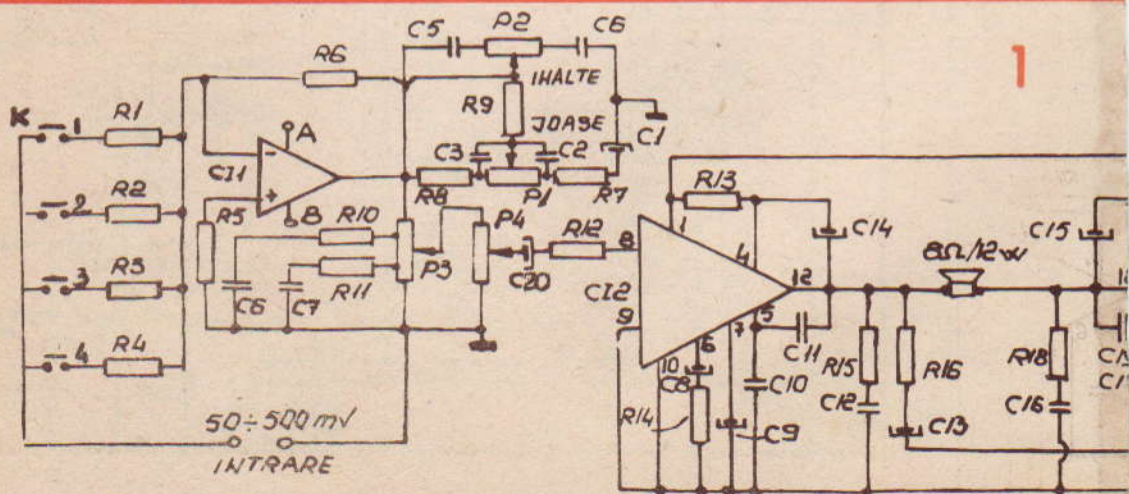 1
C5
P2
C6
R6
IHALTE
K
1
R1
A
R9
JOASE
C1
CI1
-
+
C3
C2
R13
1
R8
P1
R7
C14
2
R2
B
R5
R10
P4
R12
8
4
8Ω/12W
C15
P3
C20
12
3
R3
R11
CI2
C6
C7
9
5
7
C11
6
10
C8
C10
R15
R16
R18
4
R4
R14
C9
C12
C13
C16
50÷500mV
INTRARE